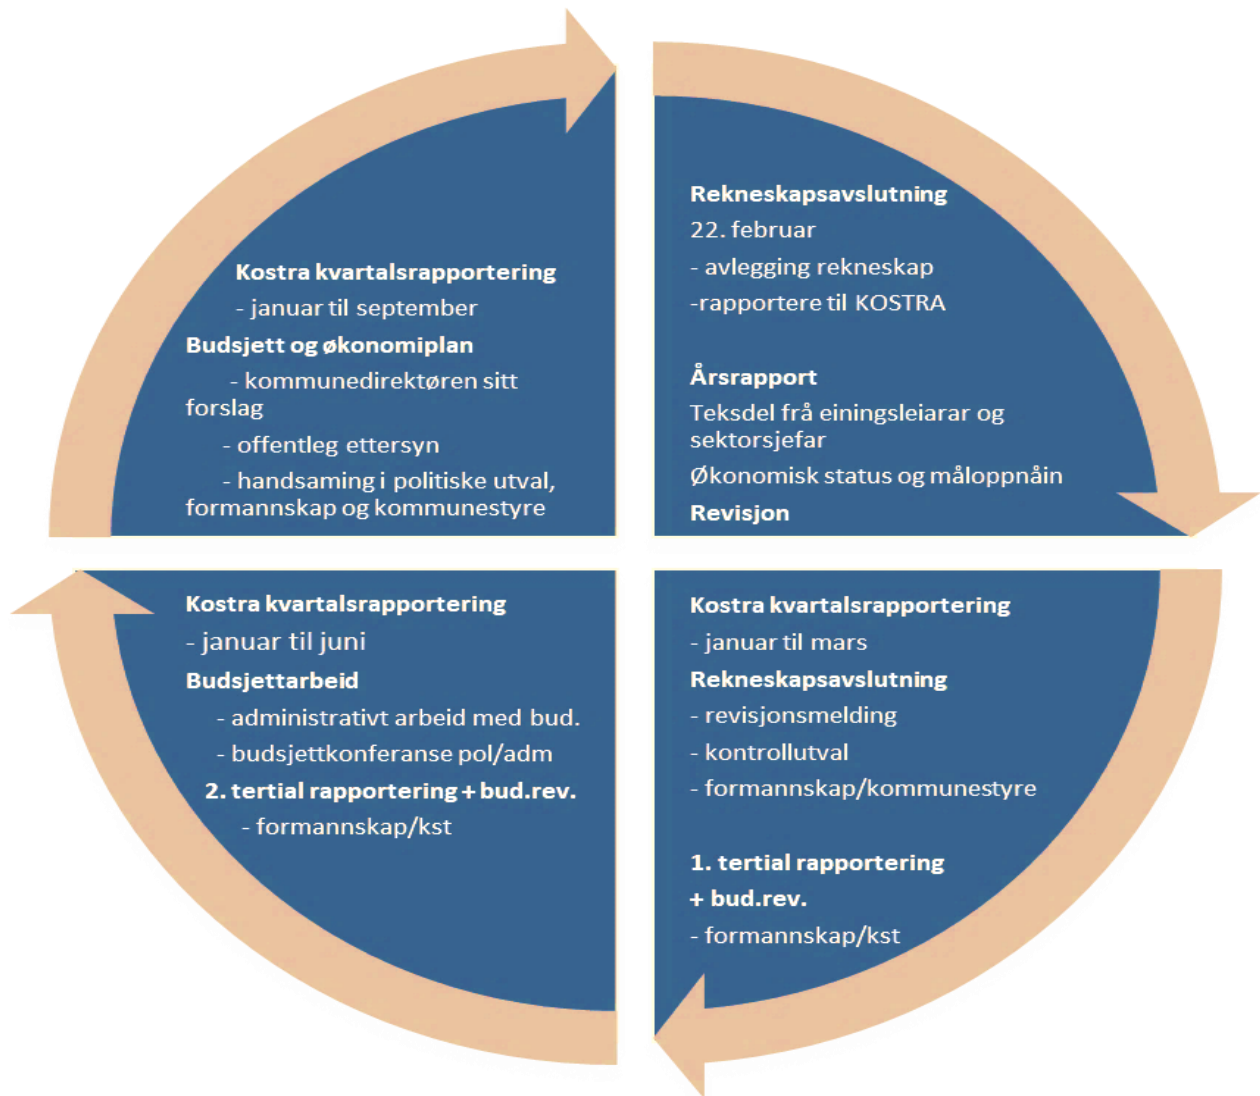 Kostra kvartalsrapportering
- januar til september
Budsjett og økonomiplan
- kommunedirektøren sitt
forslag
- offentleg ettersyn
- handsaming i politiske utval,
formannskap og kommunestyre
Rekneskapsavslutning
22. februar
- avlegging rekneskap
-rapportere til KOSTRA
Årsrapport
Teksdel frå einingsleiarar og
sektorsjefar
Økonomisk status og måloppnåin
Revisjon
Kostra kvartalsrapportering
- januar til juni
Budsjettarbeid
- administrativt arbeid med bud.
- budsjettkonferanse pol/adm
2. tertial rapportering + bud.rev.
- formannskap/kst
Kostra kvartalsrapportering
- januar til mars
Rekneskapsavslutning
- revisjonsmelding
- kontrollutval
- formannskap/kommunestyre
1. tertial rapportering
+ bud.rev.
- formannskap/kst